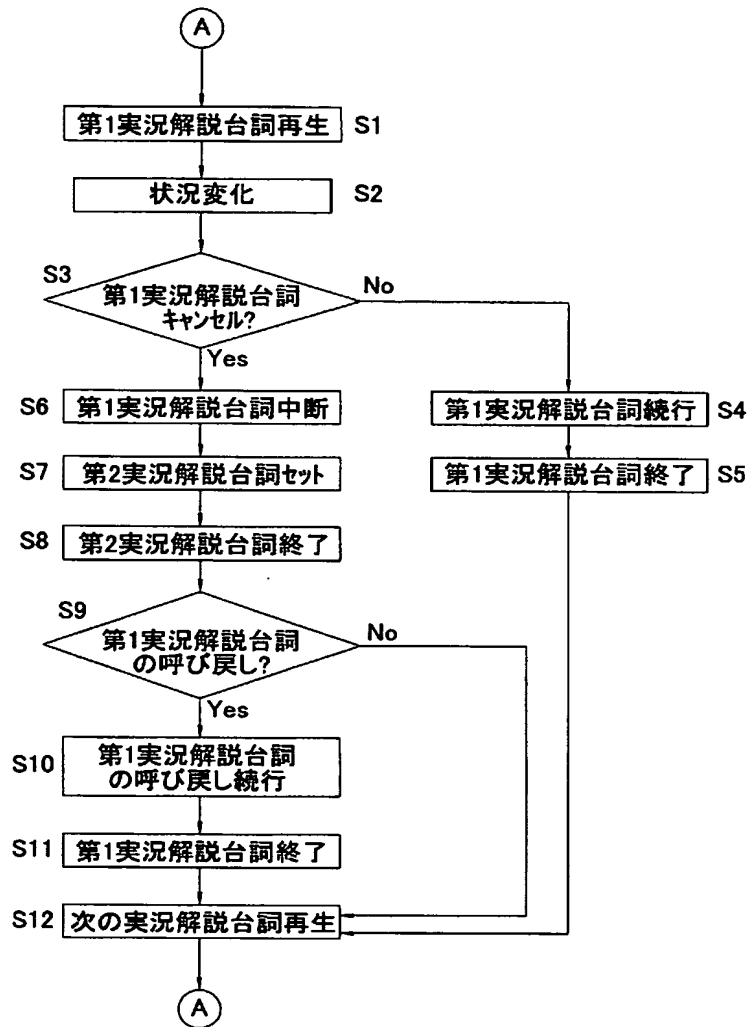 A
第1実況解説台詞再生 S1
状況変化 S2
S3
第1実況解説台詞
キャンセル?
No
Yes
S6 第1実況解説台詞中断
第1実況解説台詞続行 S4
S7 第2実況解説台詞セット
第1実況解説台詞終了 S5
S8 第2実況解説台詞終了
S9
第1実況解説台詞
の呼び戻し?
No
Yes
S10
第1実況解説台詞
の呼び戻し続行
S11 第1実況解説台詞終了
S12 次の実況解説台詞再生
A